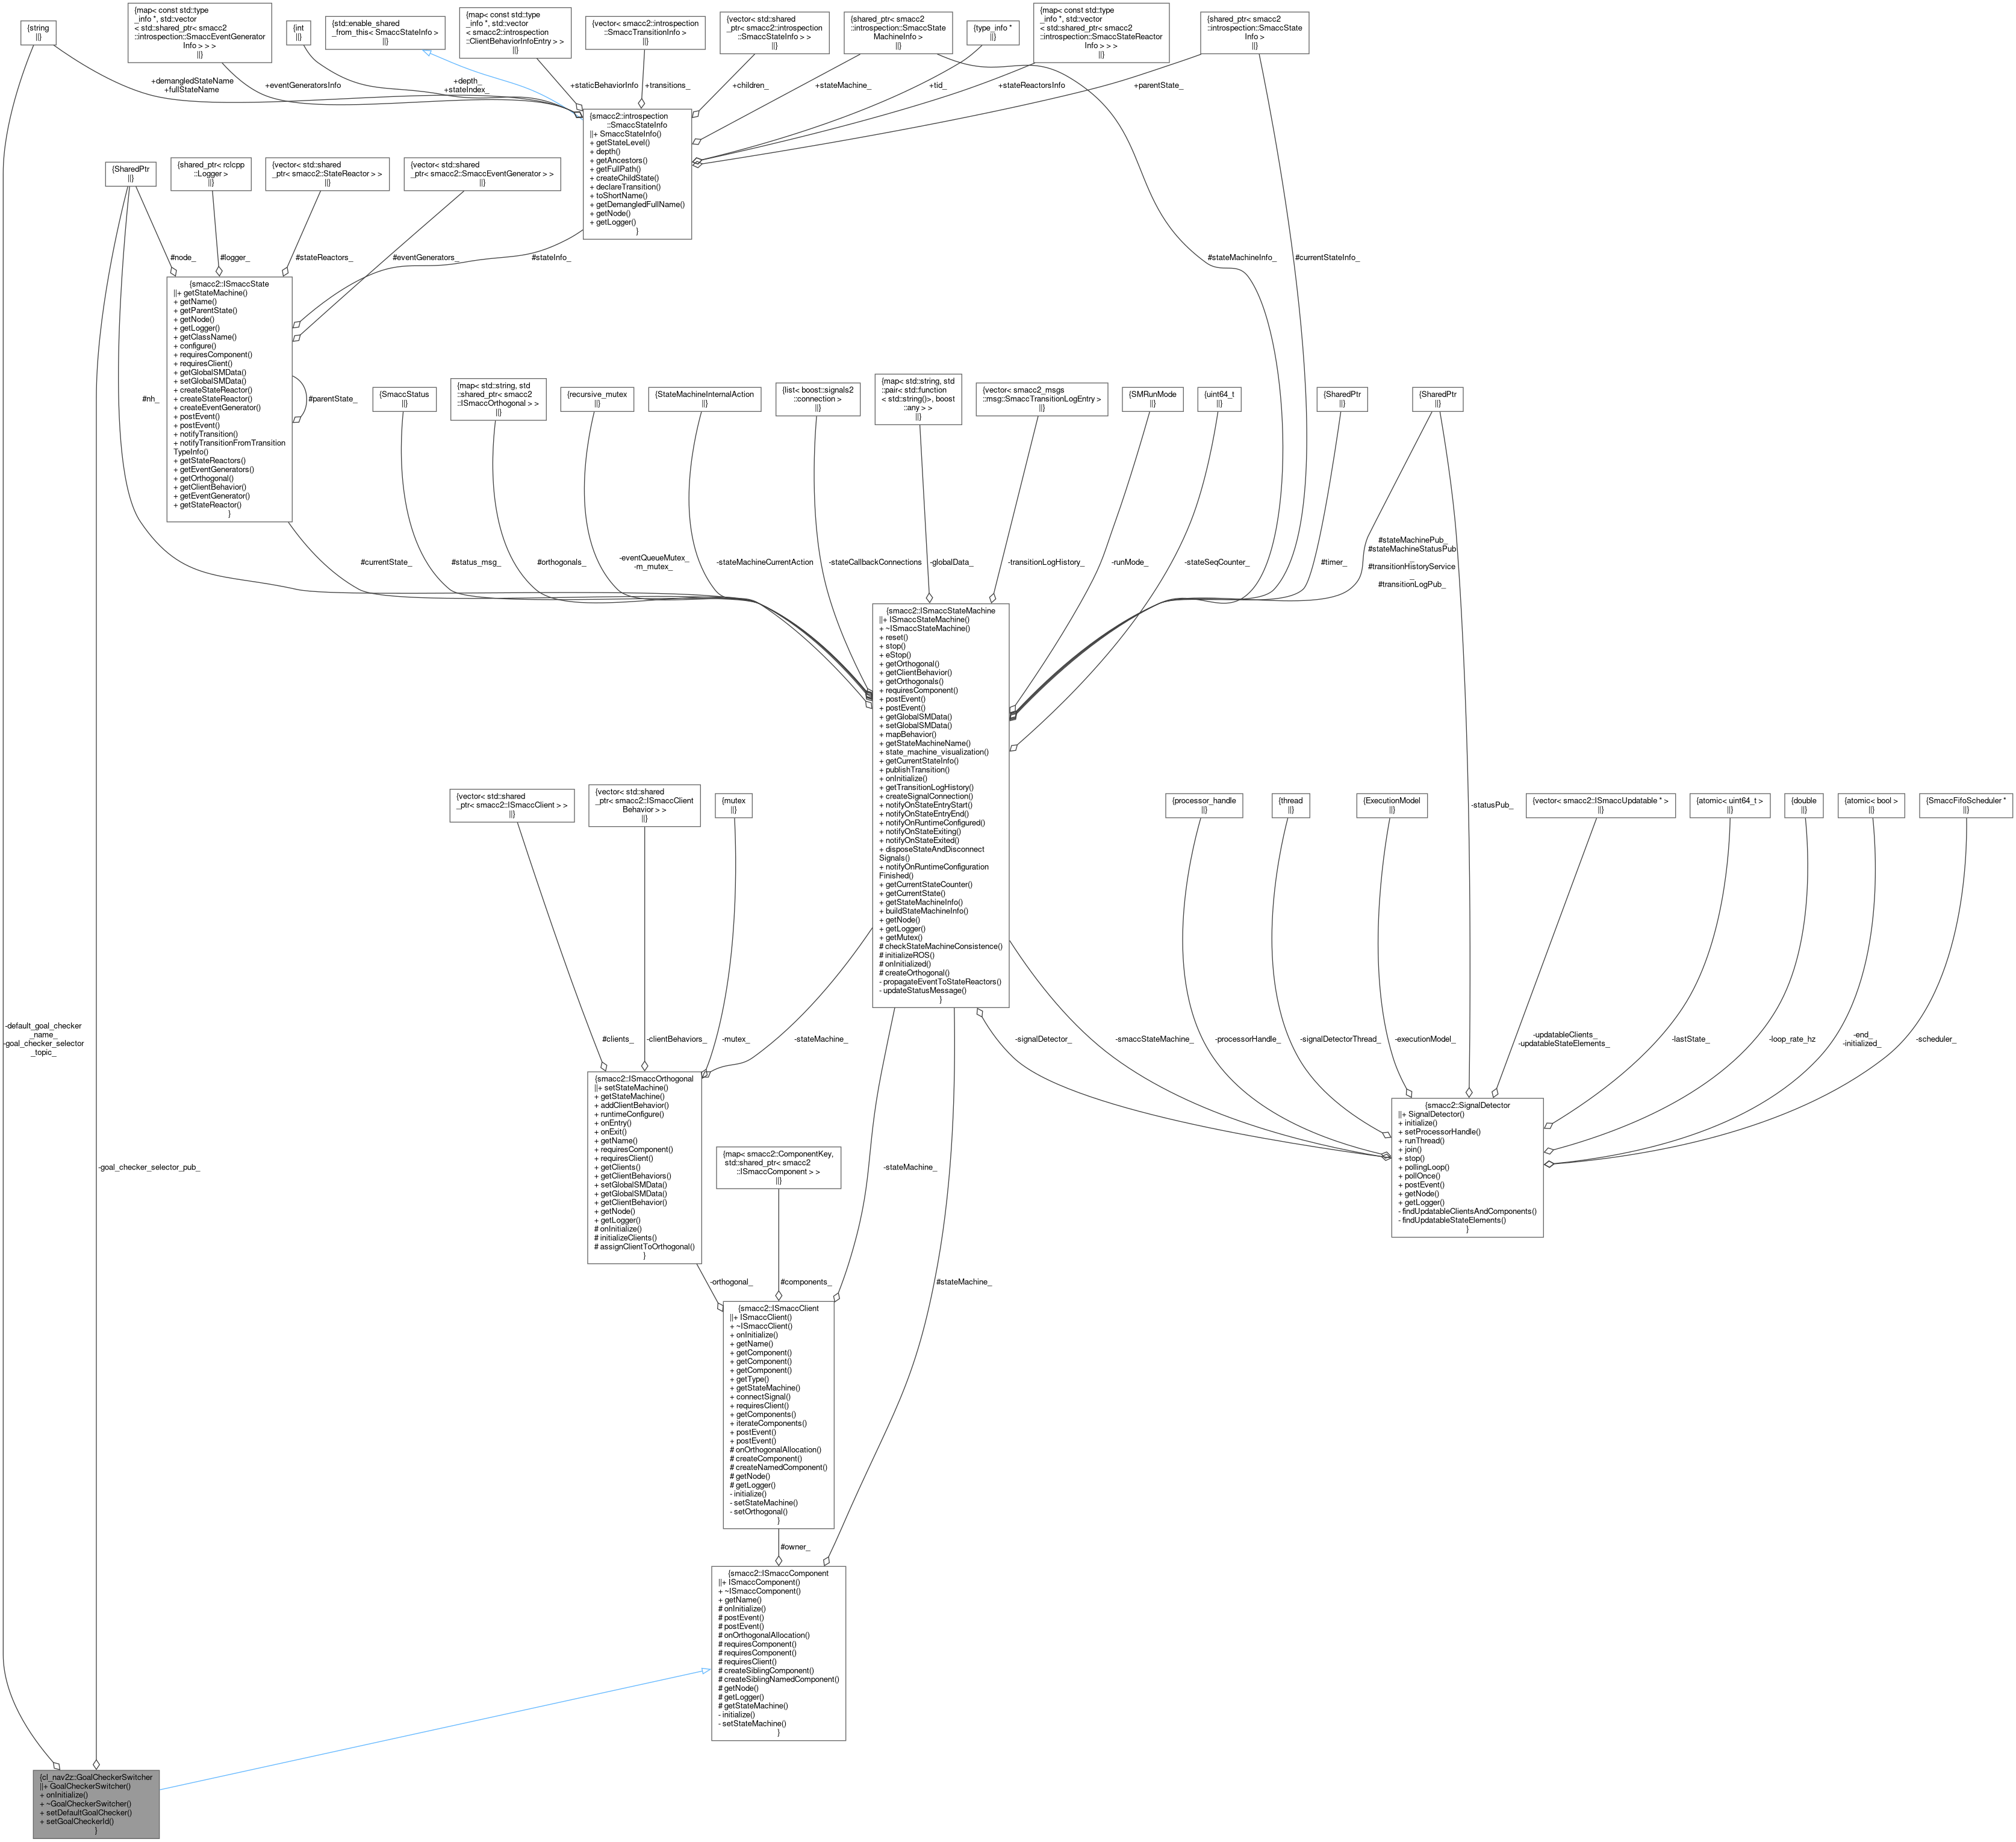 {string
||}
{map< const std::type
_info *, std::vector
< std::shared_ptr< smacc2
::introspection::SmaccEventGenerator
Info > > >
||}
{int
||}
{std::enable_shared
_from_this< SmaccStateInfo >
||}
{map< const std::type
_info *, std::vector
< smacc2::introspection
::ClientBehaviorInfoEntry > >
||}
{vector< smacc2::introspection
::SmaccTransitionInfo >
||}
{vector< std::shared
_ptr< smacc2::introspection
::SmaccStateInfo > >
||}
{shared_ptr< smacc2
::introspection::SmaccState
MachineInfo >
||}
{type_info *
||}
{map< const std::type
_info *, std::vector
< std::shared_ptr< smacc2
::introspection::SmaccStateReactor
Info > > >
||}
{shared_ptr< smacc2
::introspection::SmaccState
Info >
||}
+demangledStateName
+fullStateName
+eventGeneratorsInfo
+depth_
+stateIndex_
+staticBehaviorInfo
+transitions_
+children_
+stateMachine_
+tid_
+stateReactorsInfo
+parentState_
{smacc2::introspection
::SmaccStateInfo
||+ SmaccStateInfo()
+ getStateLevel()
+ depth()
+ getAncestors()
+ getFullPath()
+ createChildState()
+ declareTransition()
+ toShortName()
+ getDemangledFullName()
+ getNode()
+ getLogger()
}
{SharedPtr
||}
{shared_ptr< rclcpp
::Logger >
||}
{vector< std::shared
_ptr< smacc2::StateReactor > >
||}
{vector< std::shared
_ptr< smacc2::SmaccEventGenerator > >
||}
#node_
#logger_
#stateReactors_
#eventGenerators_
#stateInfo_
#stateMachineInfo_
#currentStateInfo_
{smacc2::ISmaccState
||+ getStateMachine()
+ getName()
+ getParentState()
+ getNode()
+ getLogger()
+ getClassName()
+ configure()
+ requiresComponent()
+ requiresClient()
+ getGlobalSMData()
+ setGlobalSMData()
+ createStateReactor()
+ createStateReactor()
+ createEventGenerator()
+ postEvent()
+ postEvent()
+ notifyTransition()
+ notifyTransitionFromTransition
TypeInfo()
+ getStateReactors()
+ getEventGenerators()
+ getOrthogonal()
+ getClientBehavior()
+ getEventGenerator()
+ getStateReactor()
}
#nh_
#parentState_
{SmaccStatus
||}
{map< std::string, std
::shared_ptr< smacc2
::ISmaccOrthogonal > >
||}
{recursive_mutex
||}
{StateMachineInternalAction
||}
{list< boost::signals2
::connection >
||}
{map< std::string, std
::pair< std::function
< std::string()>, boost
::any > >
||}
{vector< smacc2_msgs
::msg::SmaccTransitionLogEntry >
||}
{SMRunMode
||}
{uint64_t
||}
{SharedPtr
||}
{SharedPtr
||}
#currentState_
#status_msg_
#orthogonals_
-eventQueueMutex_
-m_mutex_
-stateMachineCurrentAction
-stateCallbackConnections
-globalData_
-transitionLogHistory_
-runMode_
-stateSeqCounter_
#timer_
#stateMachinePub_
#stateMachineStatusPub
_
#transitionHistoryService
_
#transitionLogPub_
{smacc2::ISmaccStateMachine
||+ ISmaccStateMachine()
+ ~ISmaccStateMachine()
+ reset()
+ stop()
+ eStop()
+ getOrthogonal()
+ getClientBehavior()
+ getOrthogonals()
+ requiresComponent()
+ postEvent()
+ postEvent()
+ getGlobalSMData()
+ setGlobalSMData()
+ mapBehavior()
+ getStateMachineName()
+ state_machine_visualization()
+ getCurrentStateInfo()
+ publishTransition()
+ onInitialize()
+ getTransitionLogHistory()
+ createSignalConnection()
+ notifyOnStateEntryStart()
+ notifyOnStateEntryEnd()
+ notifyOnRuntimeConfigured()
+ notifyOnStateExiting()
+ notifyOnStateExited()
+ disposeStateAndDisconnect
Signals()
+ notifyOnRuntimeConfiguration
Finished()
+ getCurrentStateCounter()
+ getCurrentState()
+ getStateMachineInfo()
+ buildStateMachineInfo()
+ getNode()
+ getLogger()
+ getMutex()
# checkStateMachineConsistence()
# initializeROS()
# onInitialized()
# createOrthogonal()
- propagateEventToStateReactors()
- updateStatusMessage()
}
{vector< std::shared
_ptr< smacc2::ISmaccClient > >
||}
{vector< std::shared
_ptr< smacc2::ISmaccClient
Behavior > >
||}
{mutex
||}
{processor_handle
||}
{thread
||}
{ExecutionModel
||}
-statusPub_
{vector< smacc2::ISmaccUpdatable * >
||}
{atomic< uint64_t >
||}
{double
||}
{atomic< bool >
||}
{SmaccFifoScheduler *
||}
-default_goal_checker
_name_
-goal_checker_selector
_topic_
#clients_
-clientBehaviors_
-mutex_
-stateMachine_
-signalDetector_
-smaccStateMachine_
-processorHandle_
-signalDetectorThread_
-executionModel_
-updatableClients_
-updatableStateElements_
-lastState_
-loop_rate_hz
-end_
-initialized_
-scheduler_
{smacc2::ISmaccOrthogonal
||+ setStateMachine()
+ getStateMachine()
+ addClientBehavior()
+ runtimeConfigure()
+ onEntry()
+ onExit()
+ getName()
+ requiresComponent()
+ requiresClient()
+ getClients()
+ getClientBehaviors()
+ setGlobalSMData()
+ getGlobalSMData()
+ getClientBehavior()
+ getNode()
+ getLogger()
# onInitialize()
# initializeClients()
# assignClientToOrthogonal()
}
{smacc2::SignalDetector
||+ SignalDetector()
+ initialize()
+ setProcessorHandle()
+ runThread()
+ join()
+ stop()
+ pollingLoop()
+ pollOnce()
+ postEvent()
+ getNode()
+ getLogger()
- findUpdatableClientsAndComponents()
- findUpdatableStateElements()
}
-goal_checker_selector_pub_
{map< smacc2::ComponentKey,
std::shared_ptr< smacc2
::ISmaccComponent > >
||}
-stateMachine_
-orthogonal_
#components_
#stateMachine_
{smacc2::ISmaccClient
||+ ISmaccClient()
+ ~ISmaccClient()
+ onInitialize()
+ getName()
+ getComponent()
+ getComponent()
+ getComponent()
+ getType()
+ getStateMachine()
+ connectSignal()
+ requiresClient()
+ getComponents()
+ iterateComponents()
+ postEvent()
+ postEvent()
# onOrthogonalAllocation()
# createComponent()
# createNamedComponent()
# getNode()
# getLogger()
- initialize()
- setStateMachine()
- setOrthogonal()
}
#owner_
{smacc2::ISmaccComponent
||+ ISmaccComponent()
+ ~ISmaccComponent()
+ getName()
# onInitialize()
# postEvent()
# postEvent()
# onOrthogonalAllocation()
# requiresComponent()
# requiresComponent()
# requiresClient()
# createSiblingComponent()
# createSiblingNamedComponent()
# getNode()
# getLogger()
# getStateMachine()
- initialize()
- setStateMachine()
}
{cl_nav2z::GoalCheckerSwitcher
||+ GoalCheckerSwitcher()
+ onInitialize()
+ ~GoalCheckerSwitcher()
+ setDefaultGoalChecker()
+ setGoalCheckerId()
}